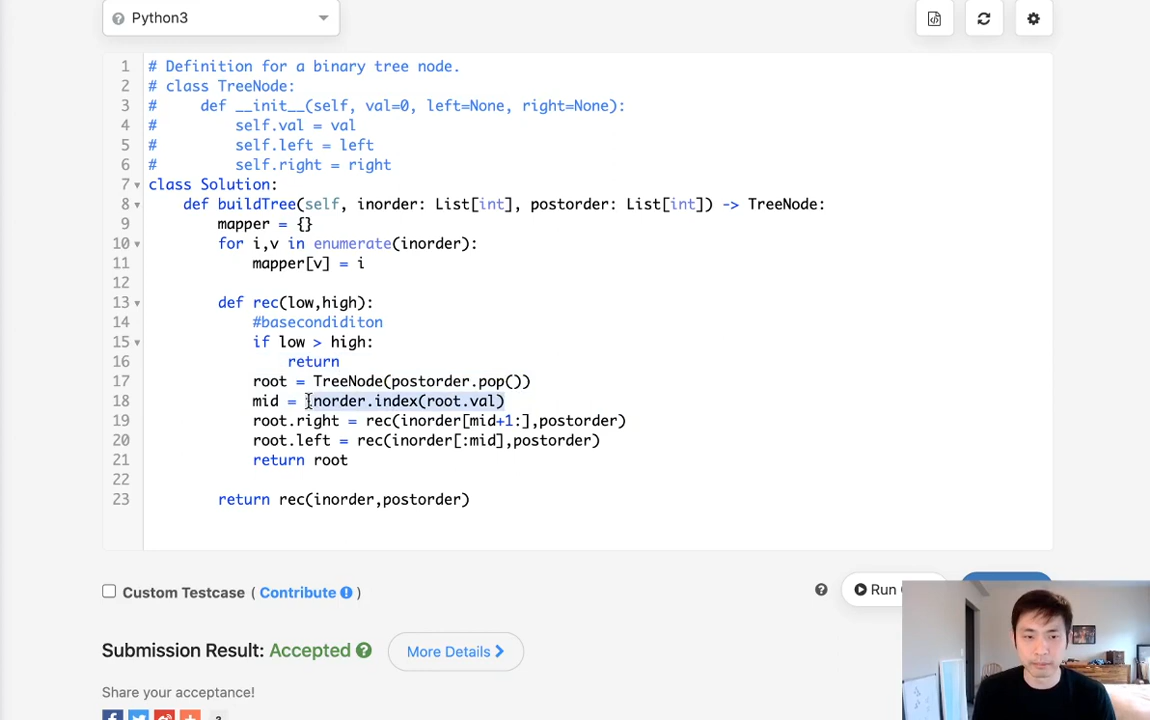 Python3
1 # Definition for a binary tree node.
2 # class TreeNode:
3 #     def __init__(self, val=0, left=None, right=None):
4 #         self.val = val
5 #         self.left = left
6 #         self.right = right
7 class Solution:
8     def buildTree(self, inorder: List[int], postorder: List[int]) -> TreeNode:
9         mapper = {}
10         for i,v in enumerate(inorder):
11             mapper[v] = i
12
13         def rec(low,high):
14             #basecondiditon
15             if low > high:
16                 return
17             root = TreeNode(postorder.pop())
18             mid = inorder.index(root.val)
19             root.right = rec(inorder[mid+1:],postorder)
20             root.left = rec(inorder[:mid],postorder)
21             return root
22
23         return rec(inorder,postorder)
Custom Testcase ( Contribute )
Run
Submission Result: Accepted
More Details
Share your acceptance!